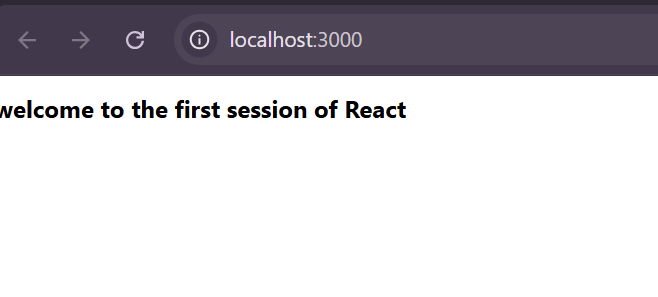 localhost:3000
welcome to the first session of React